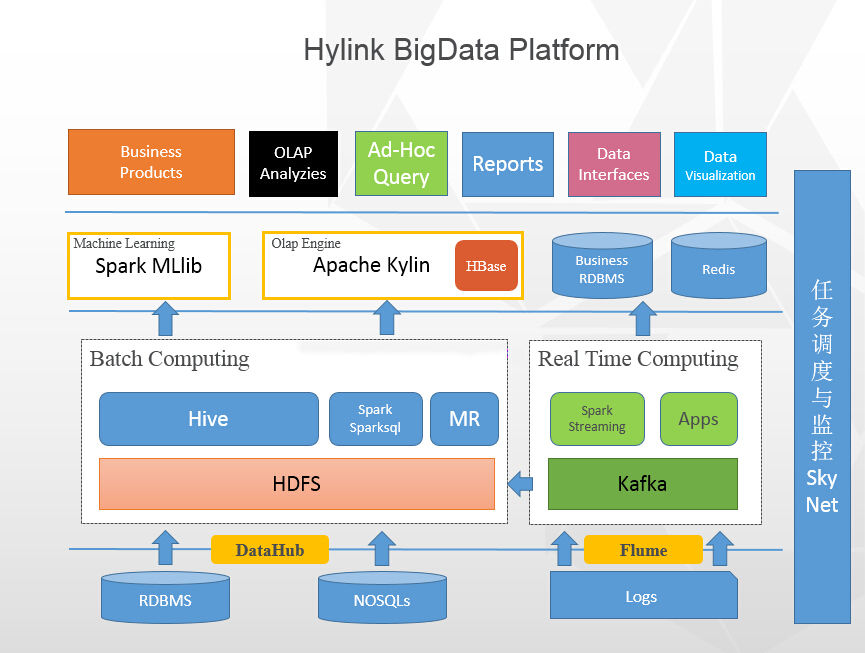 Hylink BigData Platform
Business
Products
OLAP
Analyzies
Ad-Hoc
Query
Reports
Data
Interfaces
Data
Visualization
Machine Learning
Spark MLlib
Olap Engine
Apache Kylin
HBase
Business
RDBMS
Redis
Batch Computing
Hive
Spark
Sparksql
MR
HDFS
Real Time Computing
Spark
Streaming
Apps
Kafka
DataHub
Flume
RDBMS
NOSQLs
Logs
任
务
调
度
与
监
控
Sky
Net